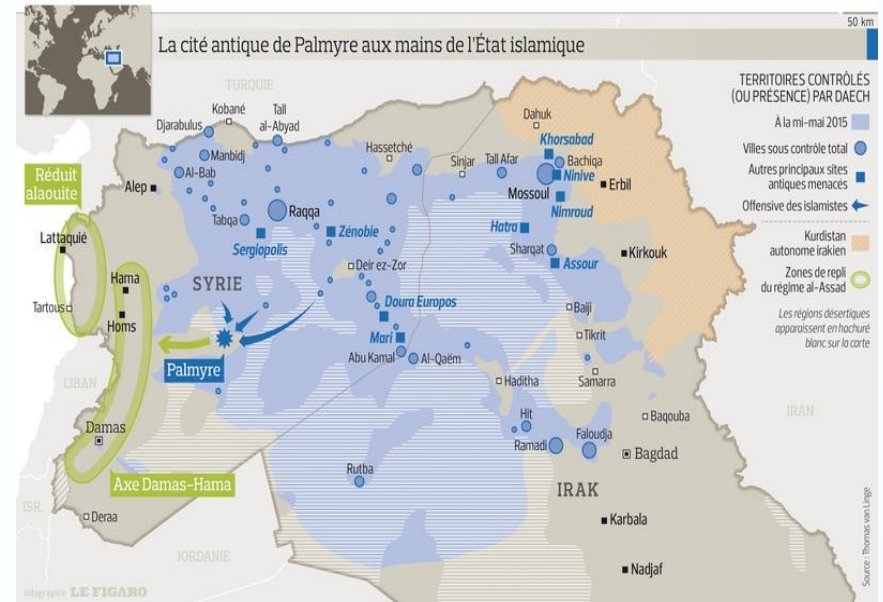 50 km
La cité antique de Palmyre aux mains de l'État islamique
TERRITOIRES CONTRÔLÉS
(OU PRÉSENCE) PAR DAECH
À la mi-mai 2015
Villes sous contrôle total
Autres principaux sites
antiques menacés
Offensive des islamistes
Kurdistan
autonome irakien
Zones de repli
du régime al-Assad
Les régions désertiques
apparaissent en hachuré
blanc sur la carte
TURQUIE
Kobané
Tall
al-Abyad
Djarabulus
Dahuk
Manbidj
Hassetché
Sinjar
Tall Afar
Khorsabad
Bachiqa
Al-Bab
Ninive
Réduit
alaouite
Alep
Mossoul
Erbil
Nimroud
Raqqa
Tabqa
Zénobie
Hatra
Lattaquié
Sergiopolis
Sharqat
Kirkouk
Assour
Deir ez-Zor
Hama
SYRIE
Tartous
Doura Europos
Baiji
Homs
Mari
Tikrit
Palmyre
Abu Kamal
Al-Qaëm
LIBAN
Haditha
Samarra
IRAN
Damas
Hit
Baqouba
Ramadi
Faloudja
Bagdad
Rutba
Axe Damas-Hama
IRAK
ISR.
Deraa
Karbala
JORDANIE
Nadjaf
Infographie LE FIGARO
Source : Thomas van Linge